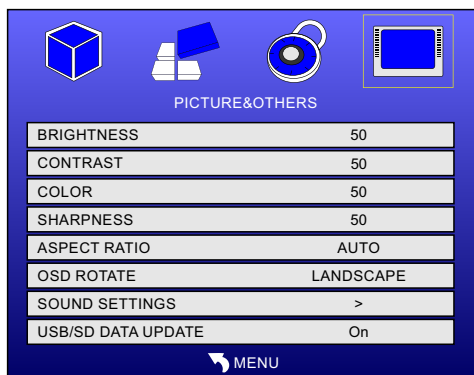 PICTURE&OTHERS
BRIGHTNESS 50
CONTRAST 50
COLOR 50
SHARPNESS 50
ASPECT RATIO AUTO
OSD ROTATE LANDSCAPE
SOUND SETTINGS >
USB/SD DATA UPDATE On
MENU